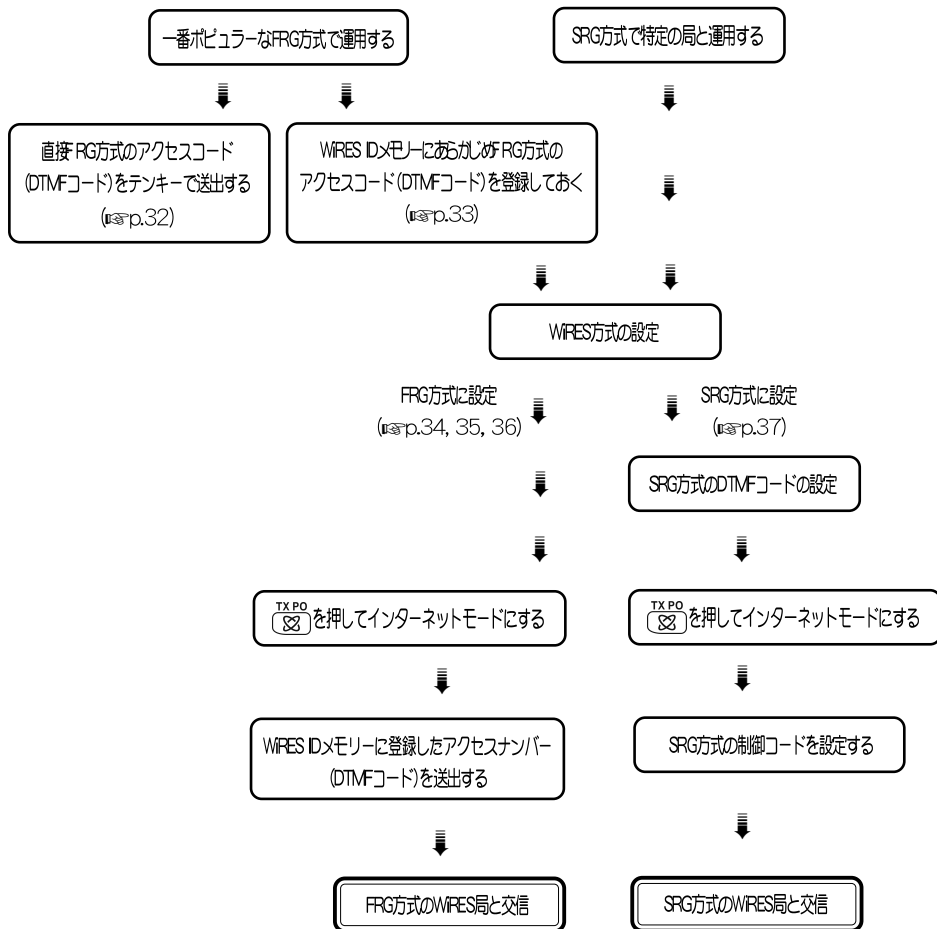 一番ポピュラーなFRG方式で運用する
SRG方式で特定の局と運用する
直接FRG方式のアクセスコード
(DTMFコード)をテンキーで送出する
(☞p.32)
WiRES IDメモリーにあらかじめFRG方式の
アクセスコード(DTMFコード)を登録しておく
(☞p.33)
WiRES方式の設定
FRG方式に設定
(☞p.34, 35, 36)
SRG方式に設定
(☞p.37)
SRG方式のDTMFコードの設定
TX POを押してインターネットモードにする
TX POを押してインターネットモードにする
WiRES IDメモリーに登録したアクセスナンバー
(DTMFコード)を送出する
SRG方式の制御コードを設定する
FRG方式のWiRES局と交信
SRG方式のWiRES局と交信